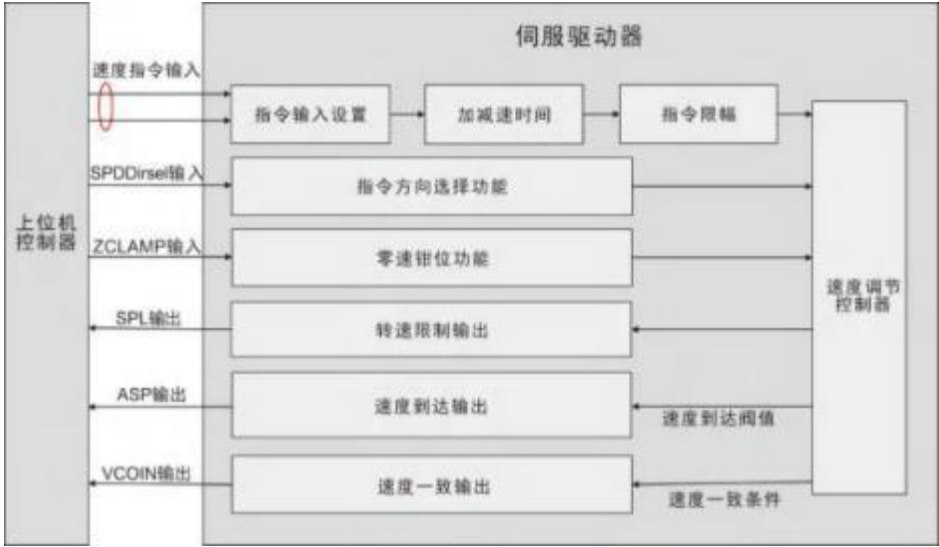 伺服驱动器
速度指令输入
指令输入设置
加减速时间
指令限幅
SPDDirsel输入
指令方向选择功能
上位机
控制器
ZCLAMP输入
零速钳位功能
速度调节
控制器
SPL输出
转速限制输出
ASP输出
速度到达输出
速度到达阀值
VCOIN输出
速度一致输出
速度一致条件